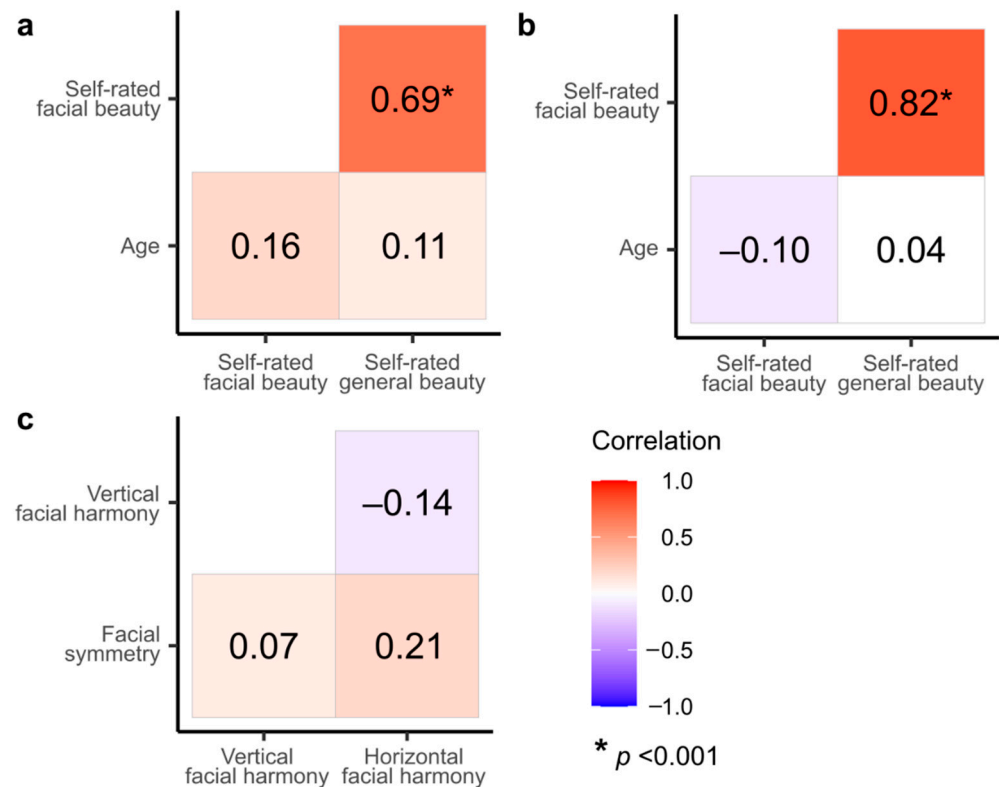 a
Self-rated
facial beauty
0.69*
Age
0.16
0.11
Self-rated
facial beauty
Self-rated
general beauty
b
Self-rated
facial beauty
0.82*
Age
–0.10
0.04
Self-rated
facial beauty
Self-rated
general beauty
c
Vertical
facial harmony
–0.14
Facial
symmetry
0.07
0.21
Vertical
facial harmony
Horizontal
facial harmony
Correlation
1.0
0.5
0.0
–0.5
–1.0
* p <0.001